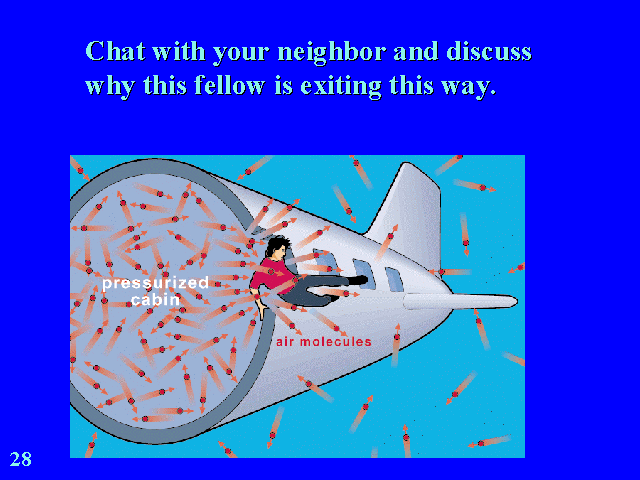 Chat with your neighbor and discuss
why this fellow is exiting this way.
pressurized
cabin
air molecules
28